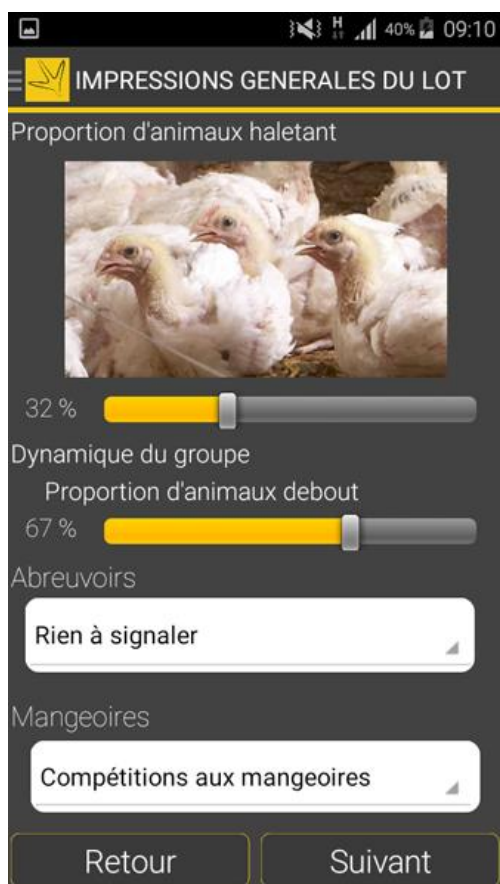 H 40% 09:10
IMPRESSIONS GENERALES DU LOT
Proportion d'animaux haletant
32 %
Dynamique du groupe
Proportion d'animaux debout
67 %
Abreuvoirs
Rien à signaler
Mangeoires
Compétitions aux mangeoires
Retour Suivant